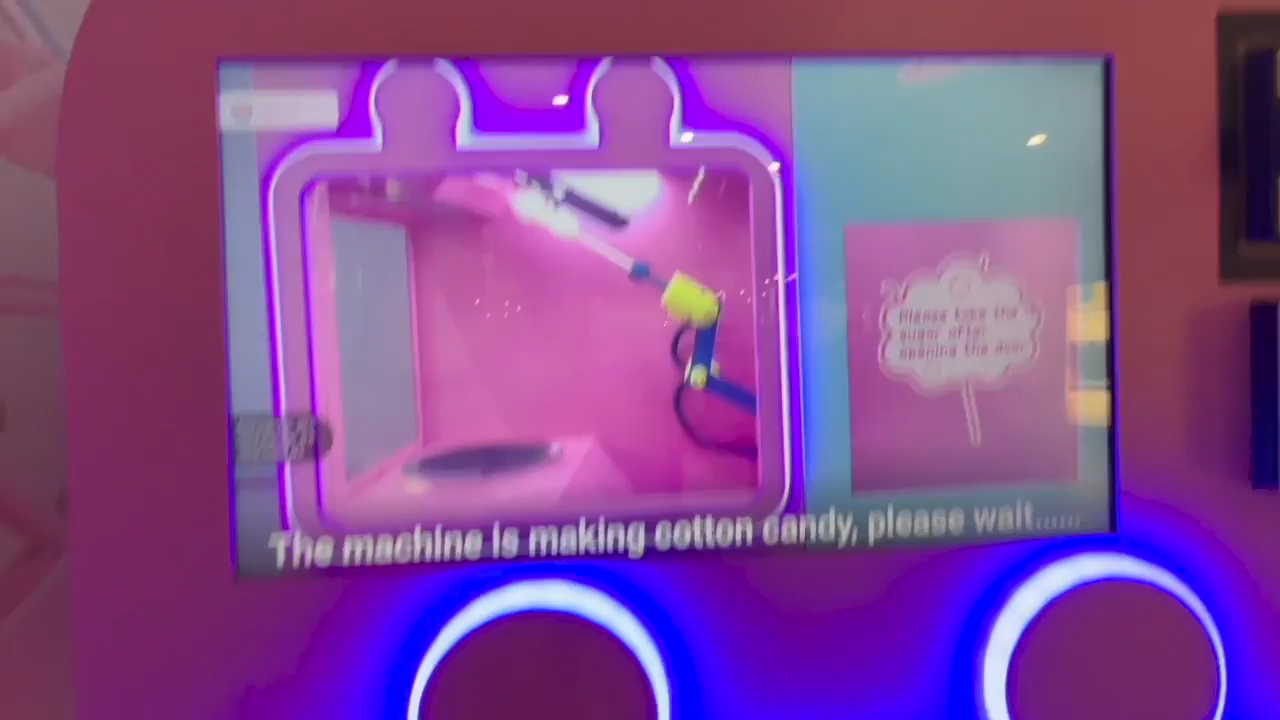 Please take the
sugar after
opening the door
The machine is making cotton candy, please wait......